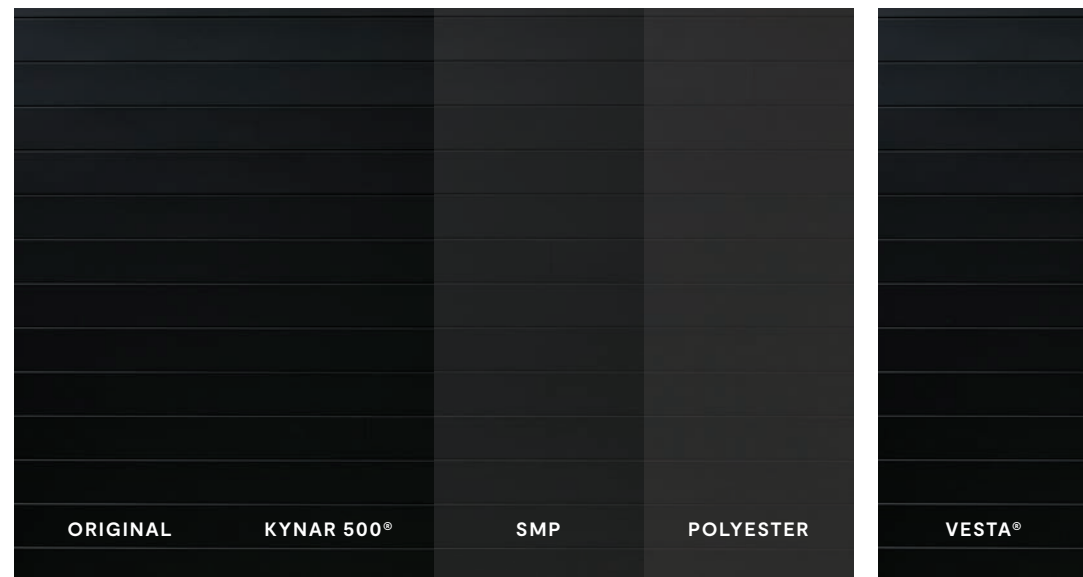 ORIGINAL
KYNAR 500®
SMP
POLYESTER
VESTA®